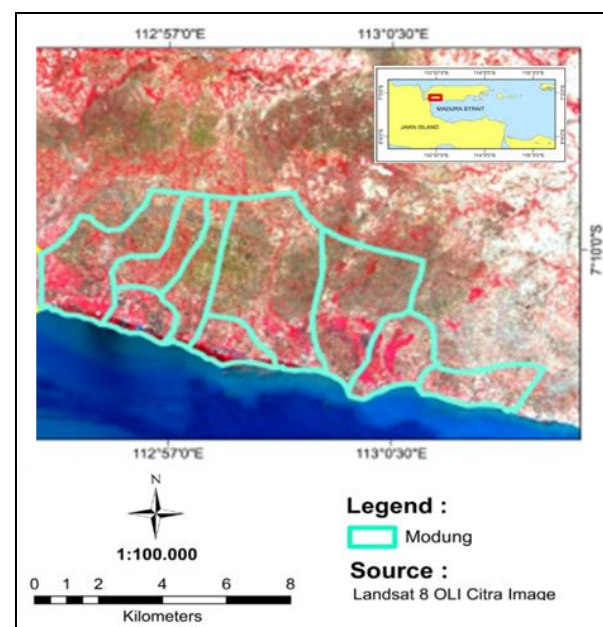 112°57'0"E 113°0'30"E
MADURA STRAIT
JAVA ISLAND
7°10'0"S
112°57'0"E 113°0'30"E
N
1:100.000
0 1 2 4 6 8
Kilometers
Legend :
Modung
Source :
Landsat 8 OLI Citra Image